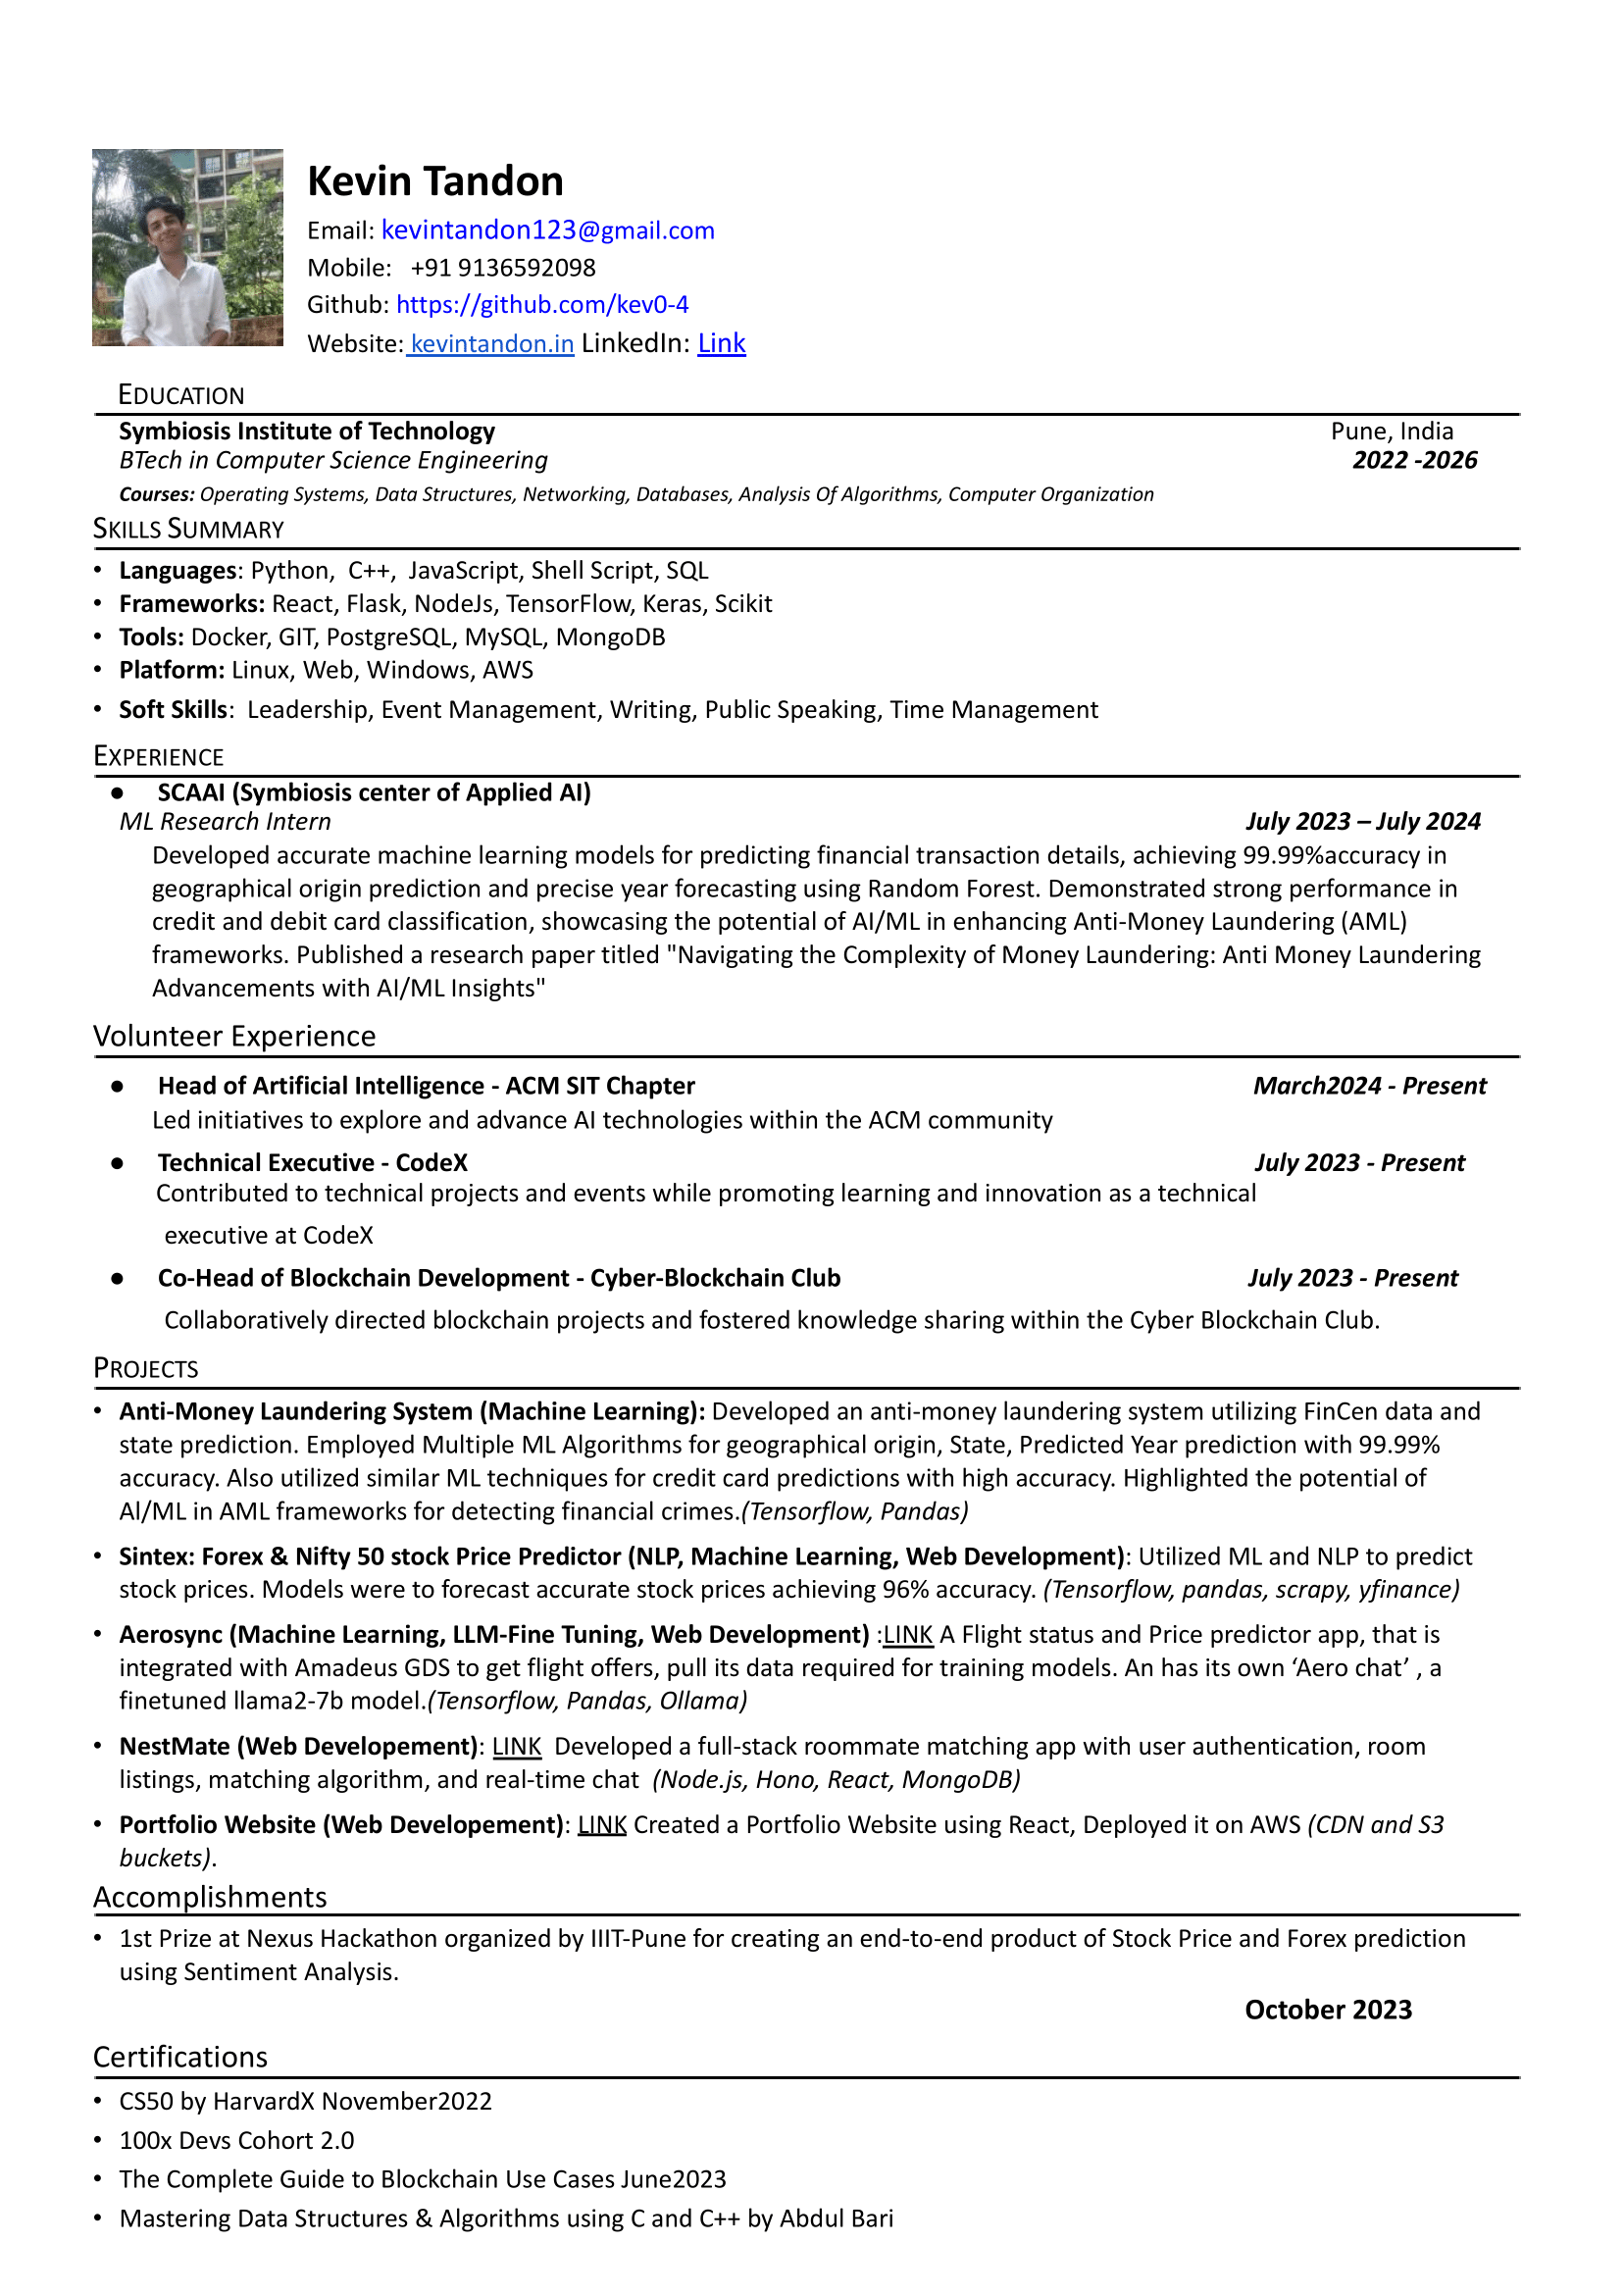 Kevin Tandon
Email: kevintandon123@gmail.com
Mobile: +91 9136592098
Github: https://github.com/kev0-4
Website: kevintandon.in LinkedIn: Link
EDUCATION
Symbiosis Institute of Technology Pune, India
BTech in Computer Science Engineering 2022 -2026
Courses: Operating Systems, Data Structures, Networking, Databases, Analysis Of Algorithms, Computer Organization
SKILLS SUMMARY
• Languages: Python, C++, JavaScript, Shell Script, SQL
• Frameworks: React, Flask, NodeJs, TensorFlow, Keras, Scikit
• Tools: Docker, GIT, PostgreSQL, MySQL, MongoDB
• Platform: Linux, Web, Windows, AWS
• Soft Skills: Leadership, Event Management, Writing, Public Speaking, Time Management
EXPERIENCE
● SCAAI (Symbiosis center of Applied AI)
ML Research Intern July 2023 – July 2024
Developed accurate machine learning models for predicting financial transaction details, achieving 99.99%accuracy in
geographical origin prediction and precise year forecasting using Random Forest. Demonstrated strong performance in
credit and debit card classification, showcasing the potential of AI/ML in enhancing Anti-Money Laundering (AML)
frameworks. Published a research paper titled "Navigating the Complexity of Money Laundering: Anti Money Laundering
Advancements with AI/ML Insights"
Volunteer Experience
● Head of Artificial Intelligence - ACM SIT Chapter March2024 - Present
Led initiatives to explore and advance AI technologies within the ACM community
● Technical Executive - CodeX July 2023 - Present
Contributed to technical projects and events while promoting learning and innovation as a technical
executive at CodeX
● Co-Head of Blockchain Development - Cyber-Blockchain Club July 2023 - Present
Collaboratively directed blockchain projects and fostered knowledge sharing within the Cyber Blockchain Club.
PROJECTS
• Anti-Money Laundering System (Machine Learning): Developed an anti-money laundering system utilizing FinCen data and
state prediction. Employed Multiple ML Algorithms for geographical origin, State, Predicted Year prediction with 99.99%
accuracy. Also utilized similar ML techniques for credit card predictions with high accuracy. Highlighted the potential of
Al/ML in AML frameworks for detecting financial crimes.(Tensorflow, Pandas)
• Sintex: Forex & Nifty 50 stock Price Predictor (NLP, Machine Learning, Web Development): Utilized ML and NLP to predict
stock prices. Models were to forecast accurate stock prices achieving 96% accuracy. (Tensorflow, pandas, scrapy, yfinance)
• Aerosync (Machine Learning, LLM-Fine Tuning, Web Development) :LINK A Flight status and Price predictor app, that is
integrated with Amadeus GDS to get flight offers, pull its data required for training models. An has its own ‘Aero chat’ , a
finetuned llama2-7b model.(Tensorflow, Pandas, Ollama)
• NestMate (Web Developement): LINK Developed a full-stack roommate matching app with user authentication, room
listings, matching algorithm, and real-time chat (Node.js, Hono, React, MongoDB)
• Portfolio Website (Web Developement): LINK Created a Portfolio Website using React, Deployed it on AWS (CDN and S3
buckets).
Accomplishments
• 1st Prize at Nexus Hackathon organized by IIIT-Pune for creating an end-to-end product of Stock Price and Forex prediction
using Sentiment Analysis.
October 2023
Certifications
• CS50 by HarvardX November2022
• 100x Devs Cohort 2.0
• The Complete Guide to Blockchain Use Cases June2023
• Mastering Data Structures & Algorithms using C and C++ by Abdul Bari